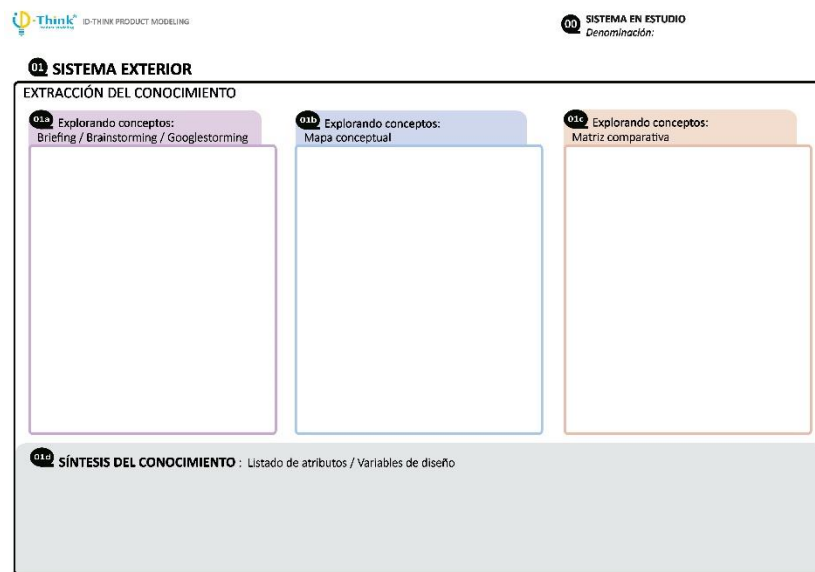 iD-Think® ID-THINK PRODUCT MODELING
00 SISTEMA EN ESTUDIO
Denominación:
01 SISTEMA EXTERIOR
EXTRACCIÓN DEL CONOCIMIENTO
01a Explorando conceptos:
Briefing / Brainstorming / Googlestorming
01b Explorando conceptos:
Mapa conceptual
01c Explorando conceptos:
Matriz comparativa
01d SÍNTESIS DEL CONOCIMIENTO : Listado de atributos / Variables de diseño